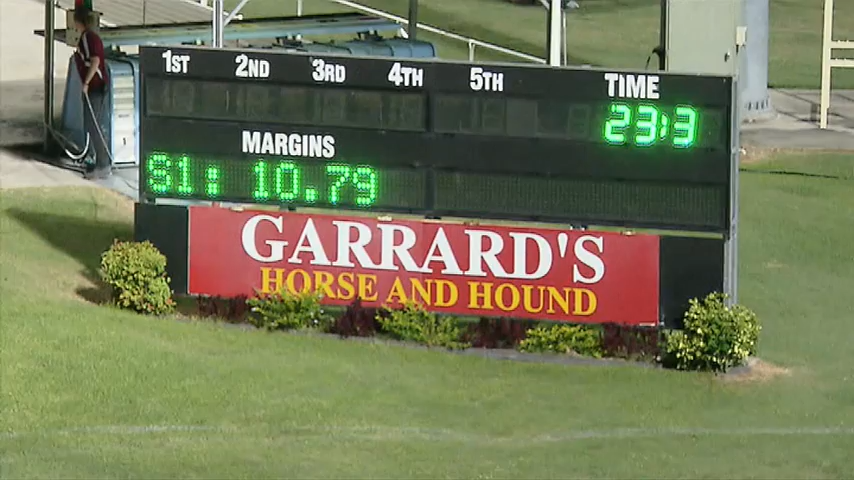 1ST 2ND 3RD 4TH 5TH TIME
23:3
MARGINS
S1: 10.79
GARRARD'S
HORSE AND HOUND